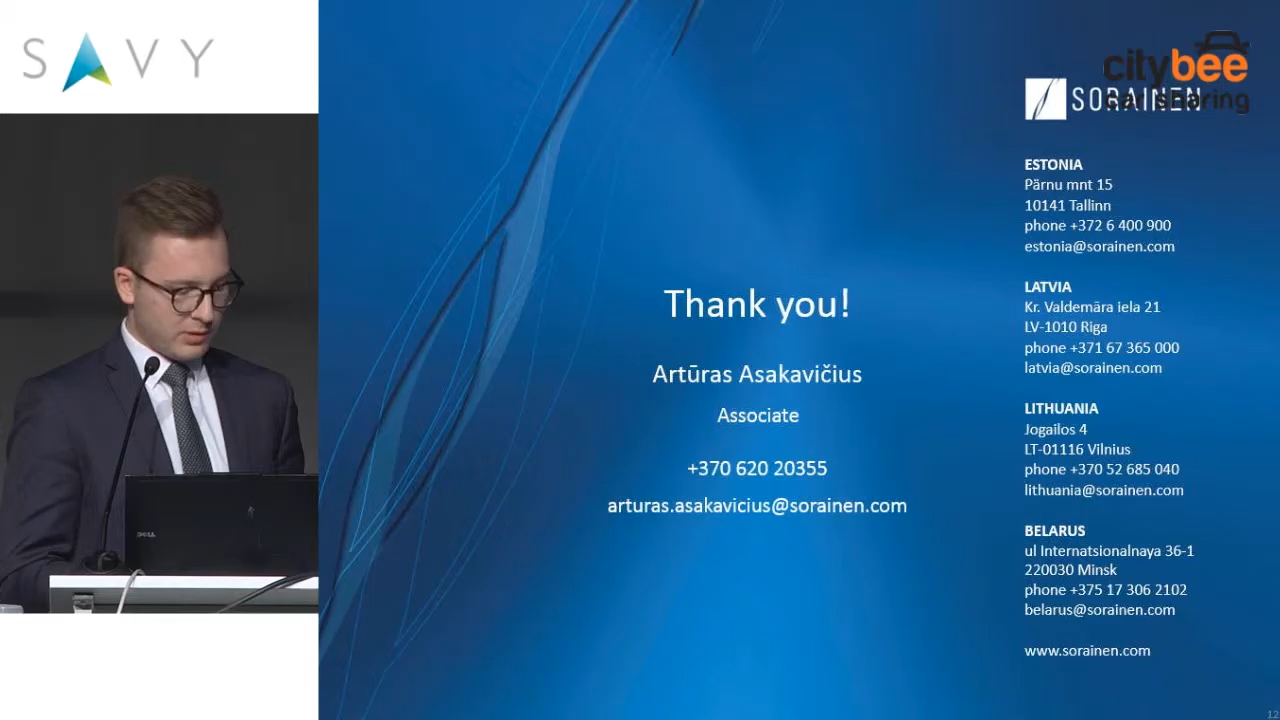 SAVY
citybee
car sharing
SORAINEN
ESTONIA
Pärnu mnt 15
10141 Tallinn
phone +372 6 400 900
estonia@sorainen.com
LATVIA
Kr. Valdemāra iela 21
LV-1010 Riga
phone +371 67 365 000
latvia@sorainen.com
LITHUANIA
Jogailos 4
LT-01116 Vilnius
phone +370 52 685 040
lithuania@sorainen.com
BELARUS
ul Internatsionalnaya 36-1
220030 Minsk
phone +375 17 306 2102
belarus@sorainen.com
www.sorainen.com
Thank you!
Artūras Asakavičius
Associate
+370 620 20355
arturas.asakavicius@sorainen.com
DELL
12